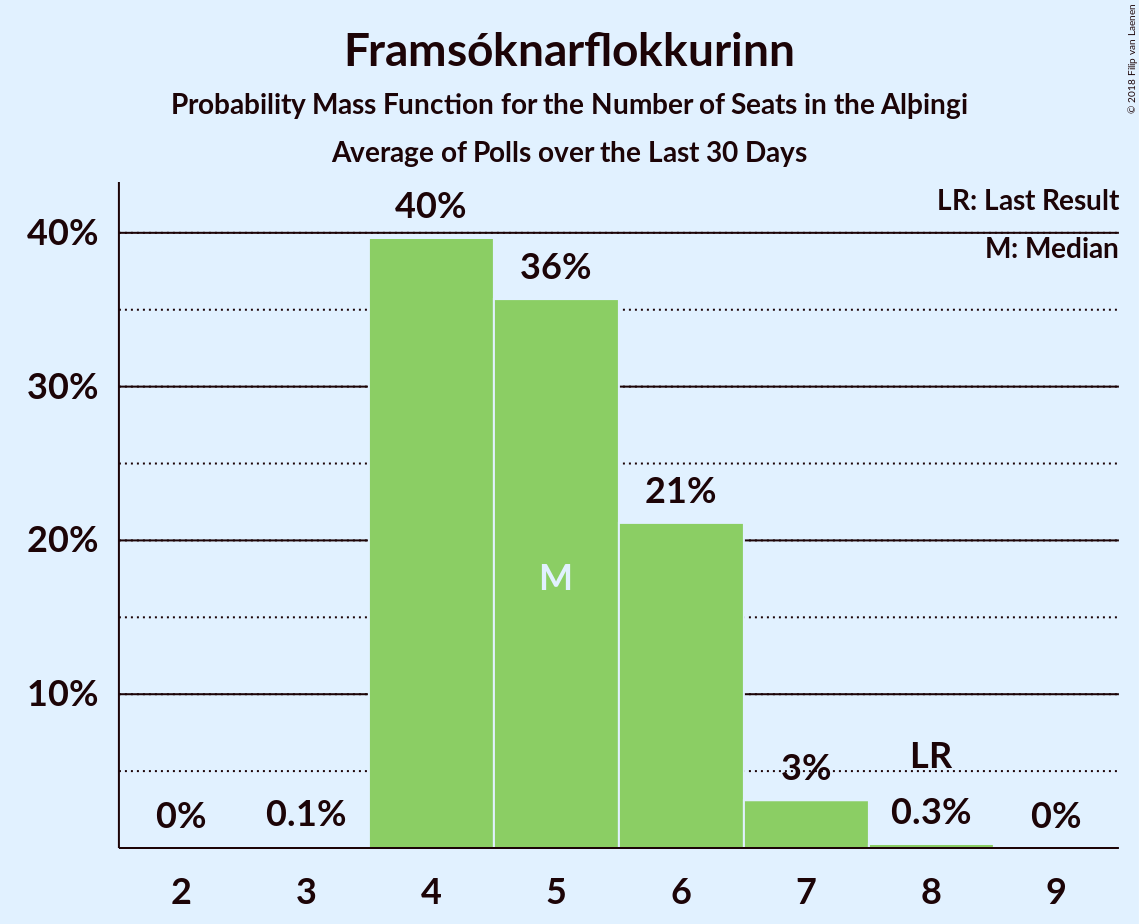 Framsóknarflokkurinn
Probability Mass Function for the Number of Seats in the Alþingi
Average of Polls over the Last 30 Days
© 2018 Filip van Laenen
LR: Last Result
M: Median
40%
30%
20%
10%
0%
0.1%
40%
36%
M
21%
3%
LR
0.3%
0%
2 3 4 5 6 7 8 9